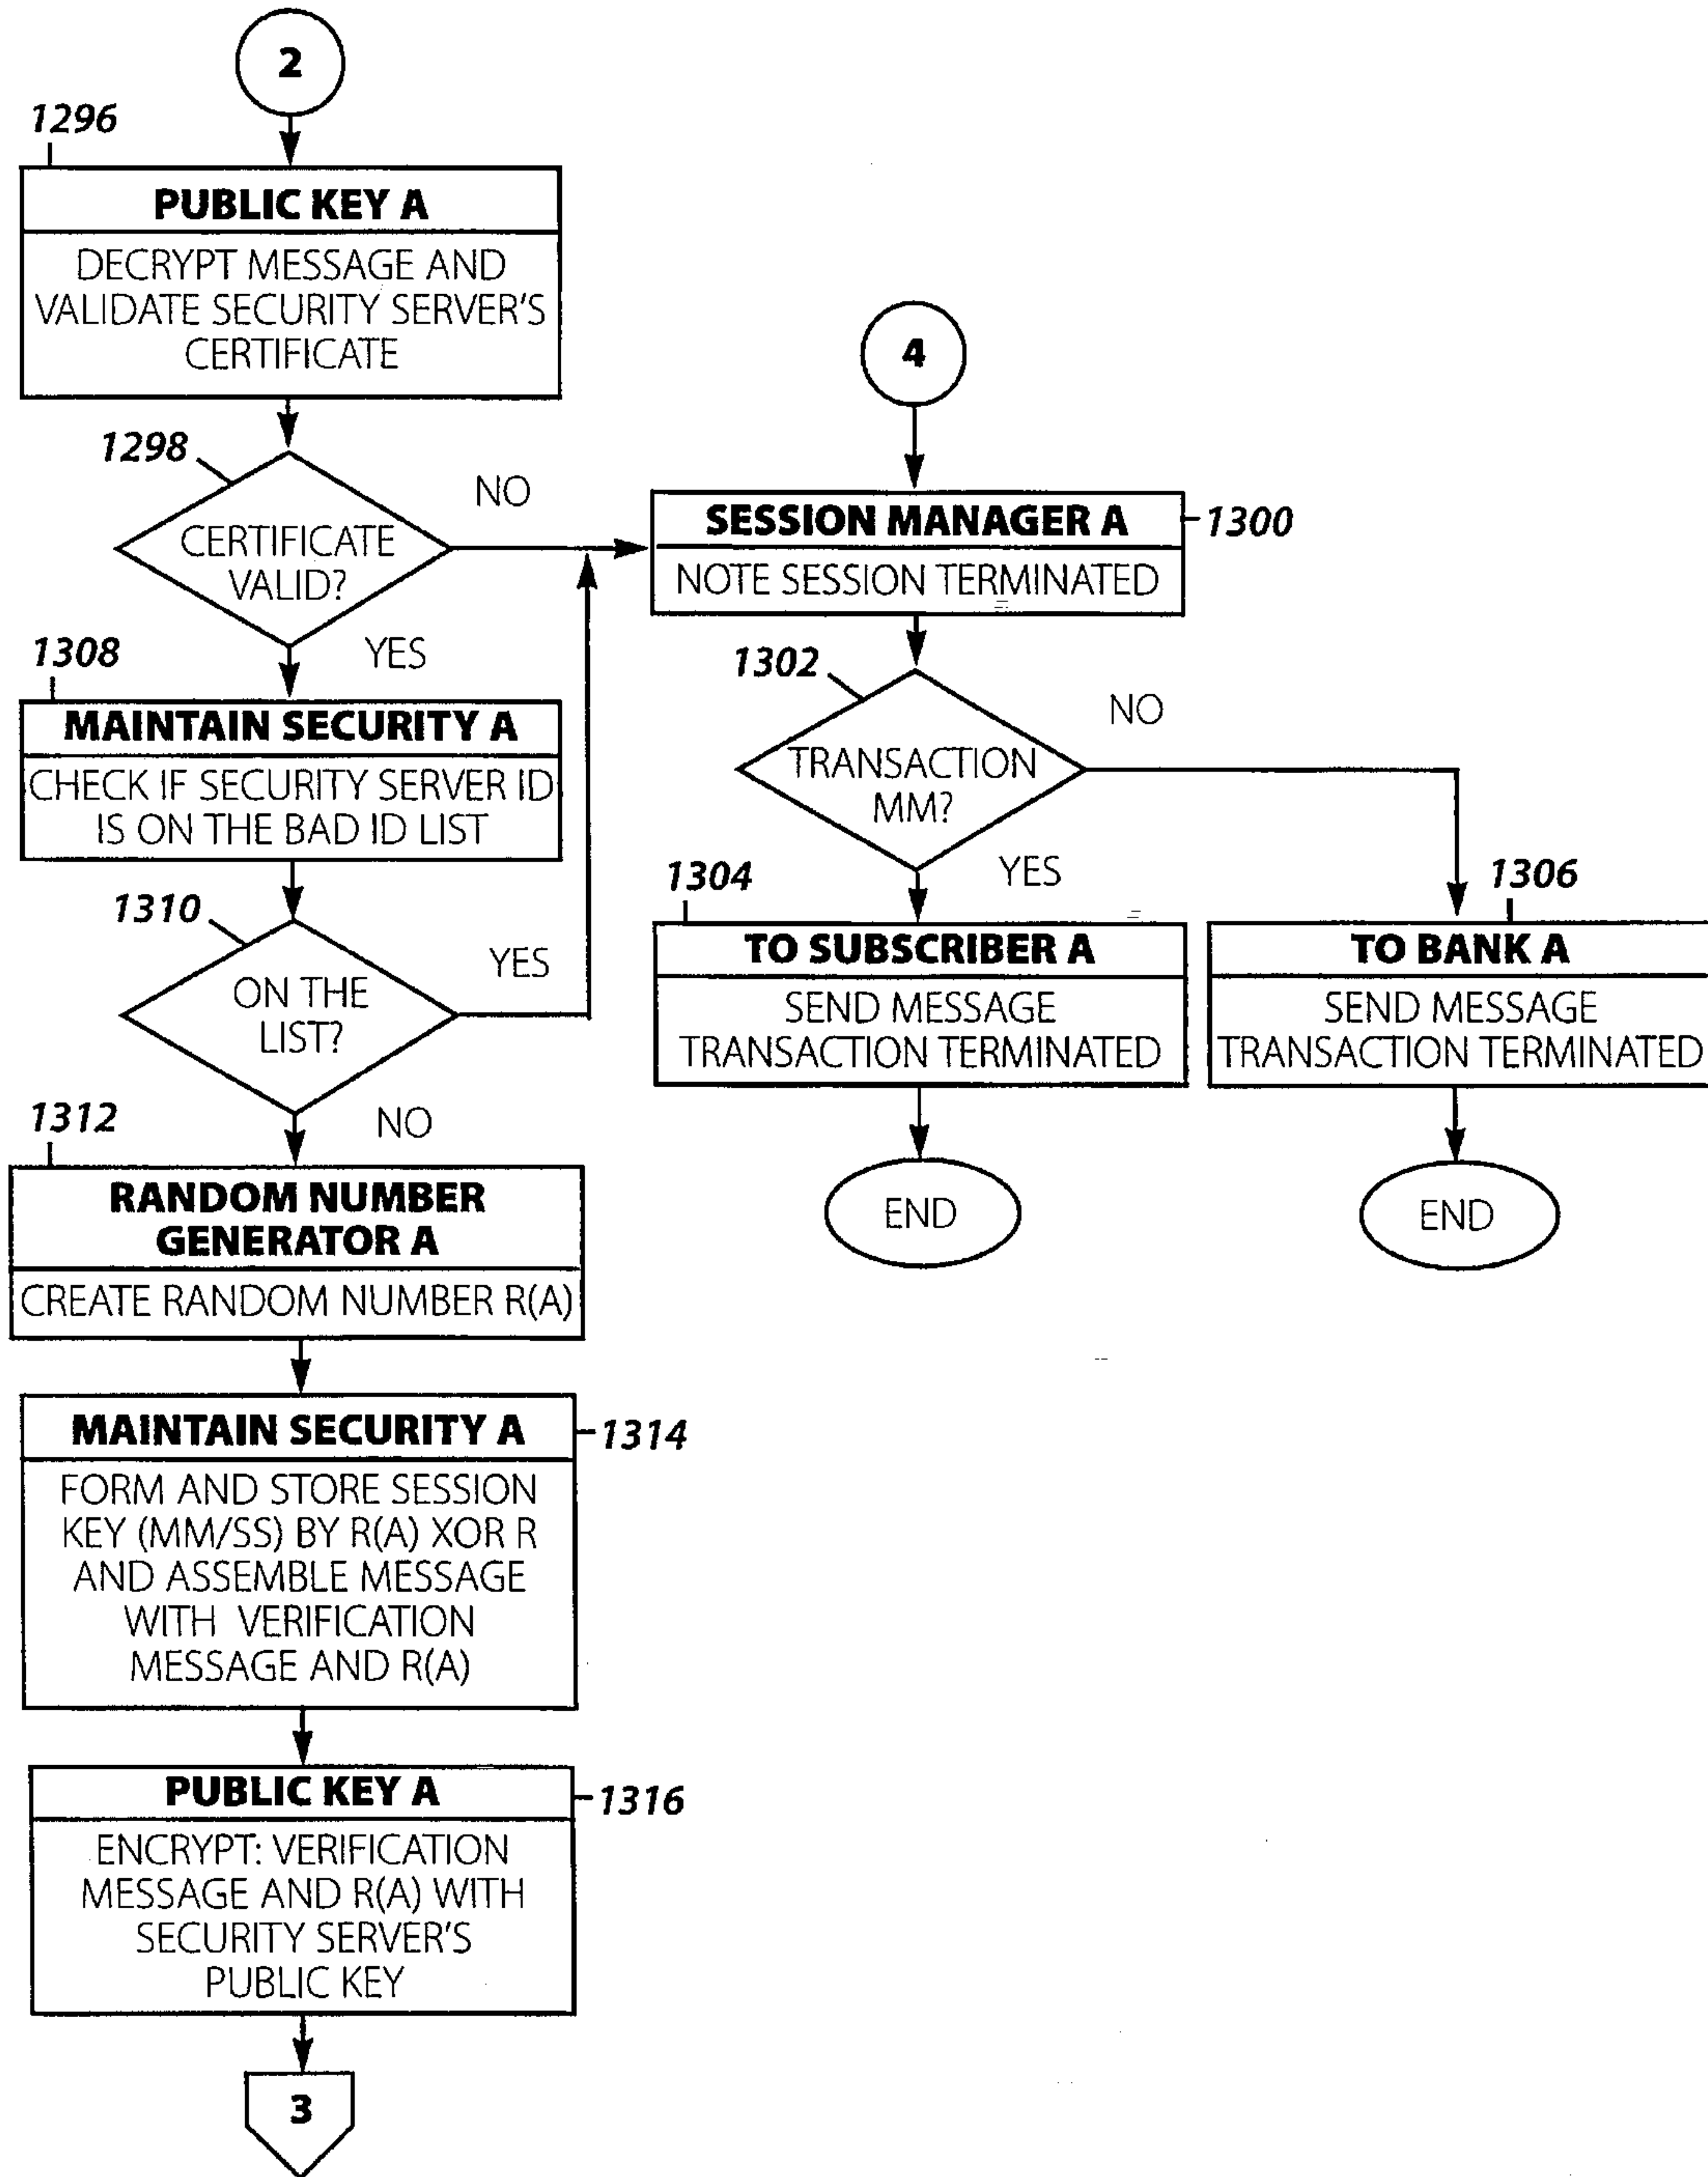 2
1296
PUBLIC KEY A
DECRYPT MESSAGE AND
VALIDATE SECURITY SERVER'S
CERTIFICATE
1298
CERTIFICATE
VALID?
NO
YES
1308
MAINTAIN SECURITY A
CHECK IF SECURITY SERVER ID
IS ON THE BAD ID LIST
1310
ON THE
LIST?
YES
NO
1312
RANDOM NUMBER
GENERATOR A
CREATE RANDOM NUMBER R(A)
MAINTAIN SECURITY A
1314
FORM AND STORE SESSION
KEY (MM/SS) BY R(A) XOR R
AND ASSEMBLE MESSAGE
WITH VERIFICATION
MESSAGE AND R(A)
PUBLIC KEY A
1316
ENCRYPT: VERIFICATION
MESSAGE AND R(A) WITH
SECURITY SERVER'S
PUBLIC KEY
3
4
SESSION MANAGER A
1300
NOTE SESSION TERMINATED
1302
TRANSACTION
MM?
NO
YES
1304
TO SUBSCRIBER A
SEND MESSAGE
TRANSACTION TERMINATED
END
1306
TO BANK A
SEND MESSAGE
TRANSACTION TERMINATED
END